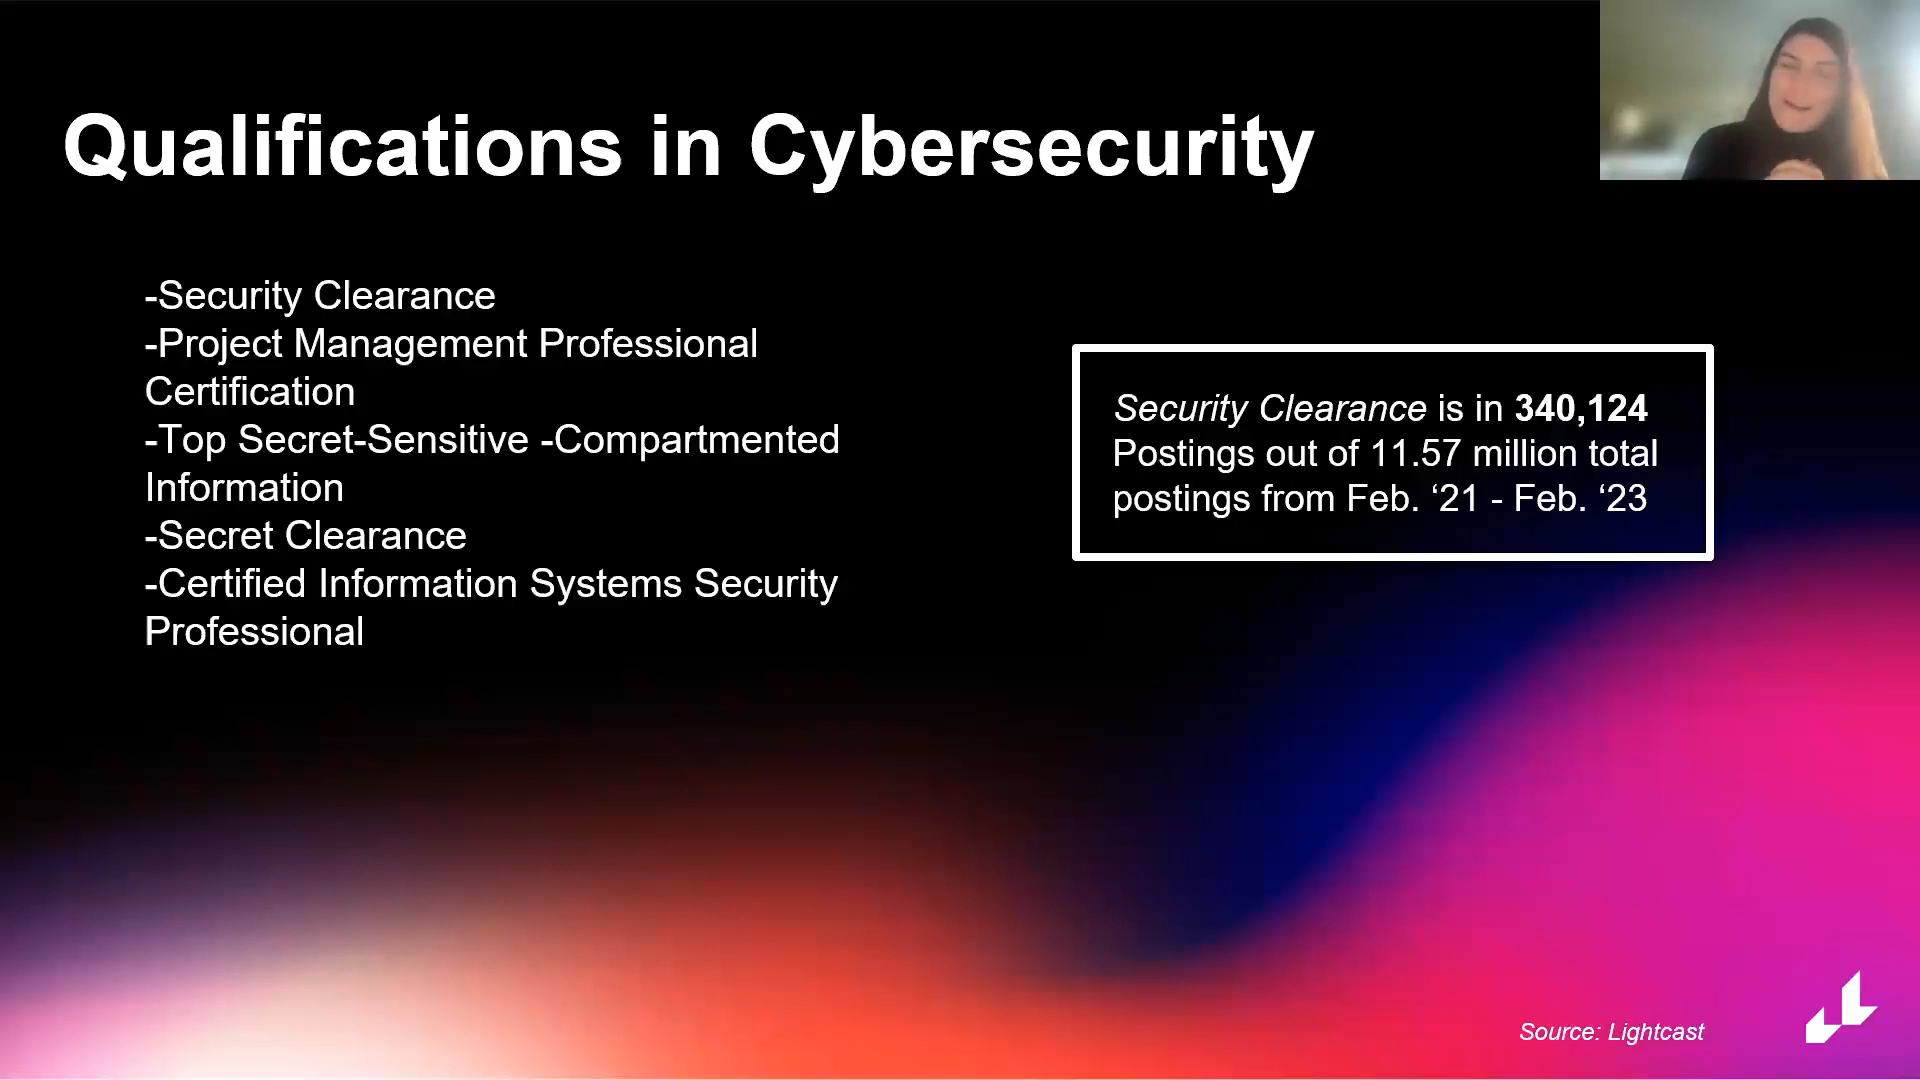 Qualifications in Cybersecurity
-Security Clearance
-Project Management Professional
Certification
-Top Secret-Sensitive -Compartmented
Information
-Secret Clearance
-Certified Information Systems Security
Professional
Security Clearance is in 340,124
Postings out of 11.57 million total
postings from Feb. ‘21 - Feb. ‘23
Source: Lightcast